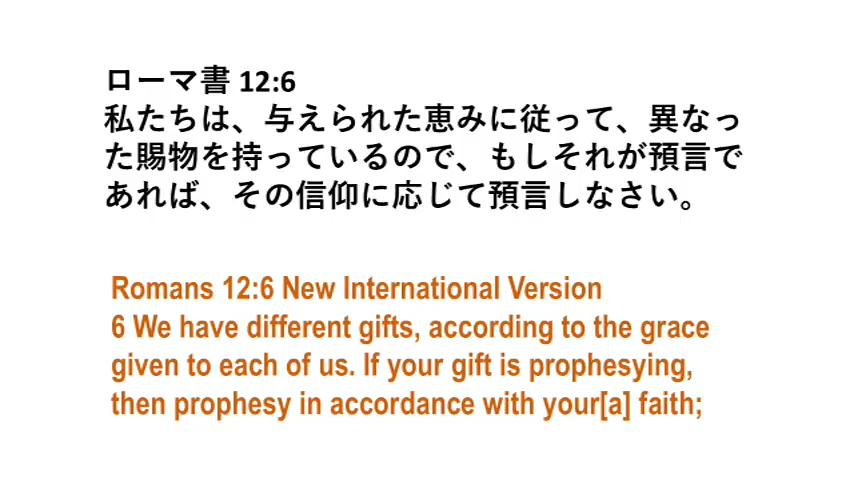 ローマ書 12:6
私たちは、与えられた恵みに従って、異なっ
た賜物を持っているので、もしそれが預言で
あれば、その信仰に応じて預言しなさい。
Romans 12:6 New International Version
6 We have different gifts, according to the grace
given to each of us. If your gift is prophesying,
then prophesy in accordance with your[a] faith;